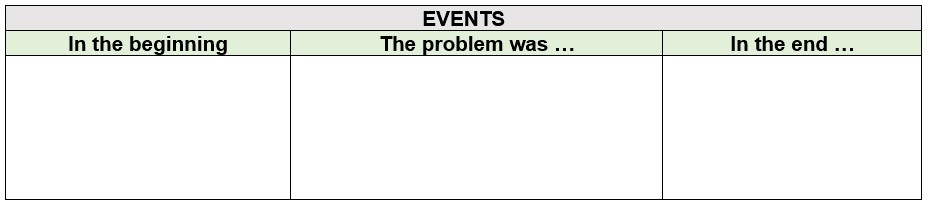 EVENTS
In the beginning
The problem was …
In the end …